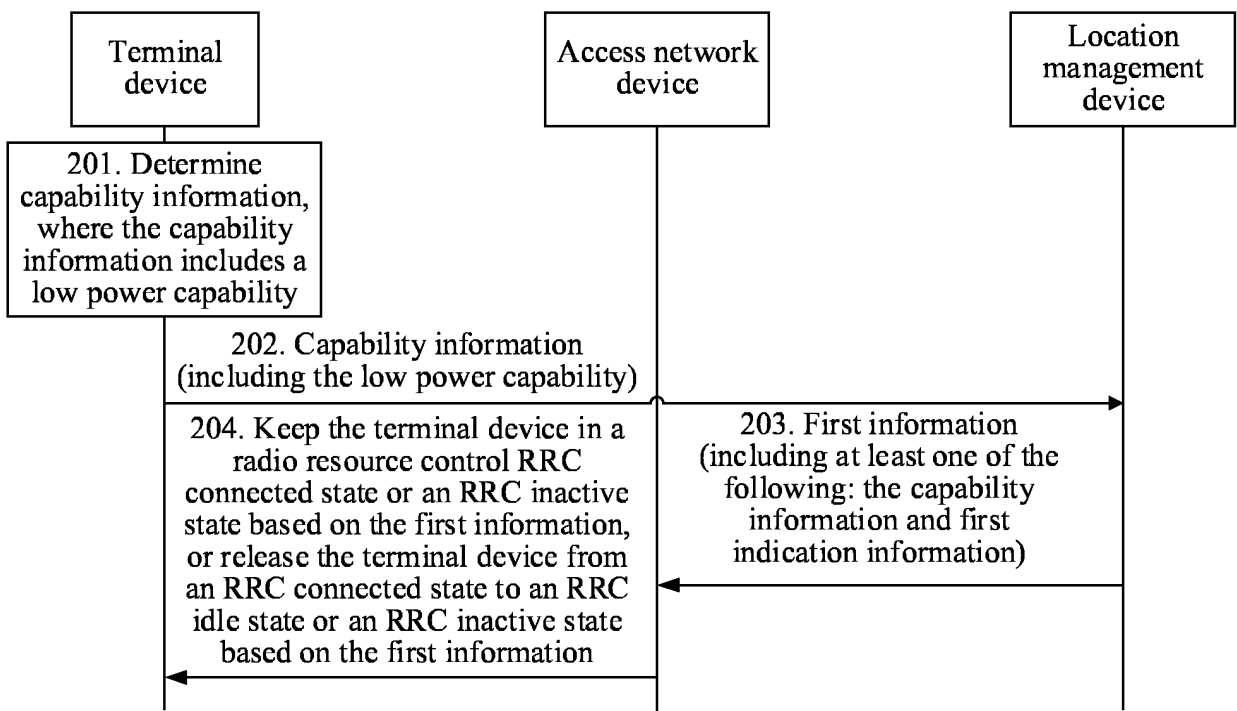 Terminal
device
Access network
device
Location
management
device
201. Determine
capability information,
where the capability
information includes a
low power capability
202. Capability information
(including the low power capability)
203. First information
(including at least one of the
following: the capability
information and first
indication information)
204. Keep the terminal device in a
radio resource control RRC
connected state or an RRC inactive
state based on the first information,
or release the terminal device from
an RRC connected state to an RRC
idle state or an RRC inactive state
based on the first information